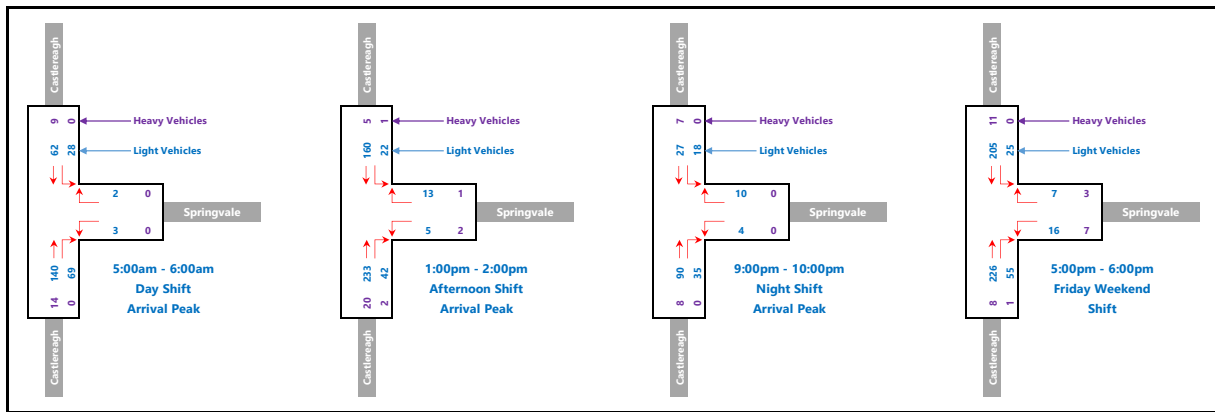 Castlereagh
9 0
Heavy Vehicles
62 28
Light Vehicles
2 0
Springvale
3 0
140 69
14 0
5:00am - 6:00am
Day Shift
Arrival Peak
Castlereagh
Castlereagh
5 1
Heavy Vehicles
160 22
Light Vehicles
13 1
Springvale
5 2
233 42
20 2
1:00pm - 2:00pm
Afternoon Shift
Arrival Peak
Castlereagh
Castlereagh
7 0
Heavy Vehicles
27 18
Light Vehicles
10 0
Springvale
4 0
90 35
8 0
9:00pm - 10:00pm
Night Shift
Arrival Peak
Castlereagh
Castlereagh
11 0
Heavy Vehicles
205 25
Light Vehicles
7 3
Springvale
16 7
226 55
8 1
5:00pm - 6:00pm
Friday Weekend
Shift
Castlereagh